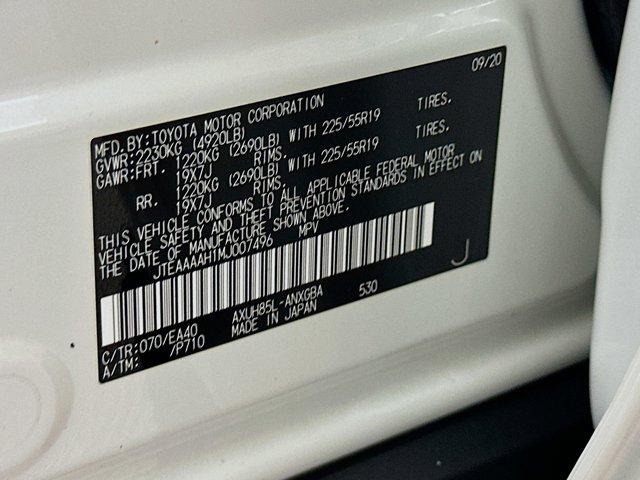 09/20
MFD.BY:TOYOTA MOTOR CORPORATION
GVWR:2230KG (4920LB)
GAWR:FRT. 1220KG (2690LB) WITH 225/55R19 TIRES.
19X7J RIMS.
RR. 1220KG (2690LB) WITH 225/55R19 TIRES.
19X7J RIMS.
THIS VEHICLE CONFORMS TO ALL APPLICABLE FEDERAL MOTOR
VEHICLE SAFETY AND THEFT PREVENTION STANDARDS IN EFFECT ON
THE DATE OF MANUFACTURE SHOWN ABOVE.
JTEAAAAH1MJ007496 MPV
AXUH85L-ANXGBA 530
C/TR:070/EA40 MADE IN JAPAN
A/TM: /P710 J